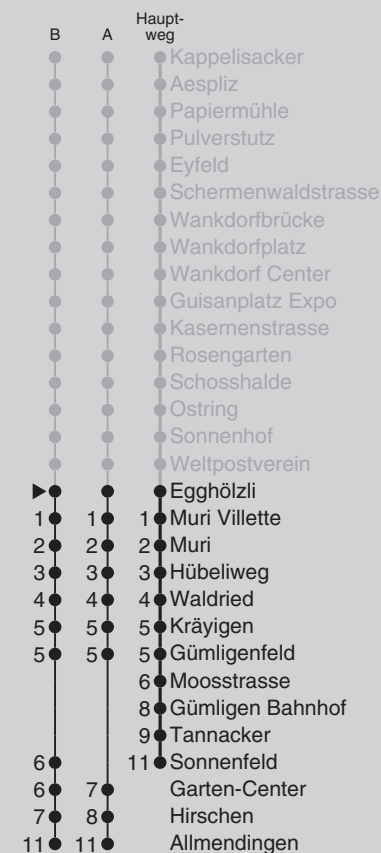 Haupt-
B A weg
Kappelisacker
Aespliz
Papiermühle
Pulverstutz
Eyfeld
Schermenwaldstrasse
Wankdorfbrücke
Wankdorfplatz
Wankdorf Center
Guisanplatz Expo
Kasernenstrasse
Rosengarten
Schosshalde
Ostring
Sonnenhof
Weltpostverein
Egghölzli
1 1 1 Muri Villette
2 2 2 Muri
3 3 3 Hübeliweg
4 4 4 Waldried
5 5 5 Kräyigen
5 5 5 Gümligenfeld
6 Moosstrasse
8 Gümligen Bahnhof
9 Tannacker
6 11 Sonnenfeld
6 7 Garten-Center
7 8 Hirschen
11 11 Allmendingen